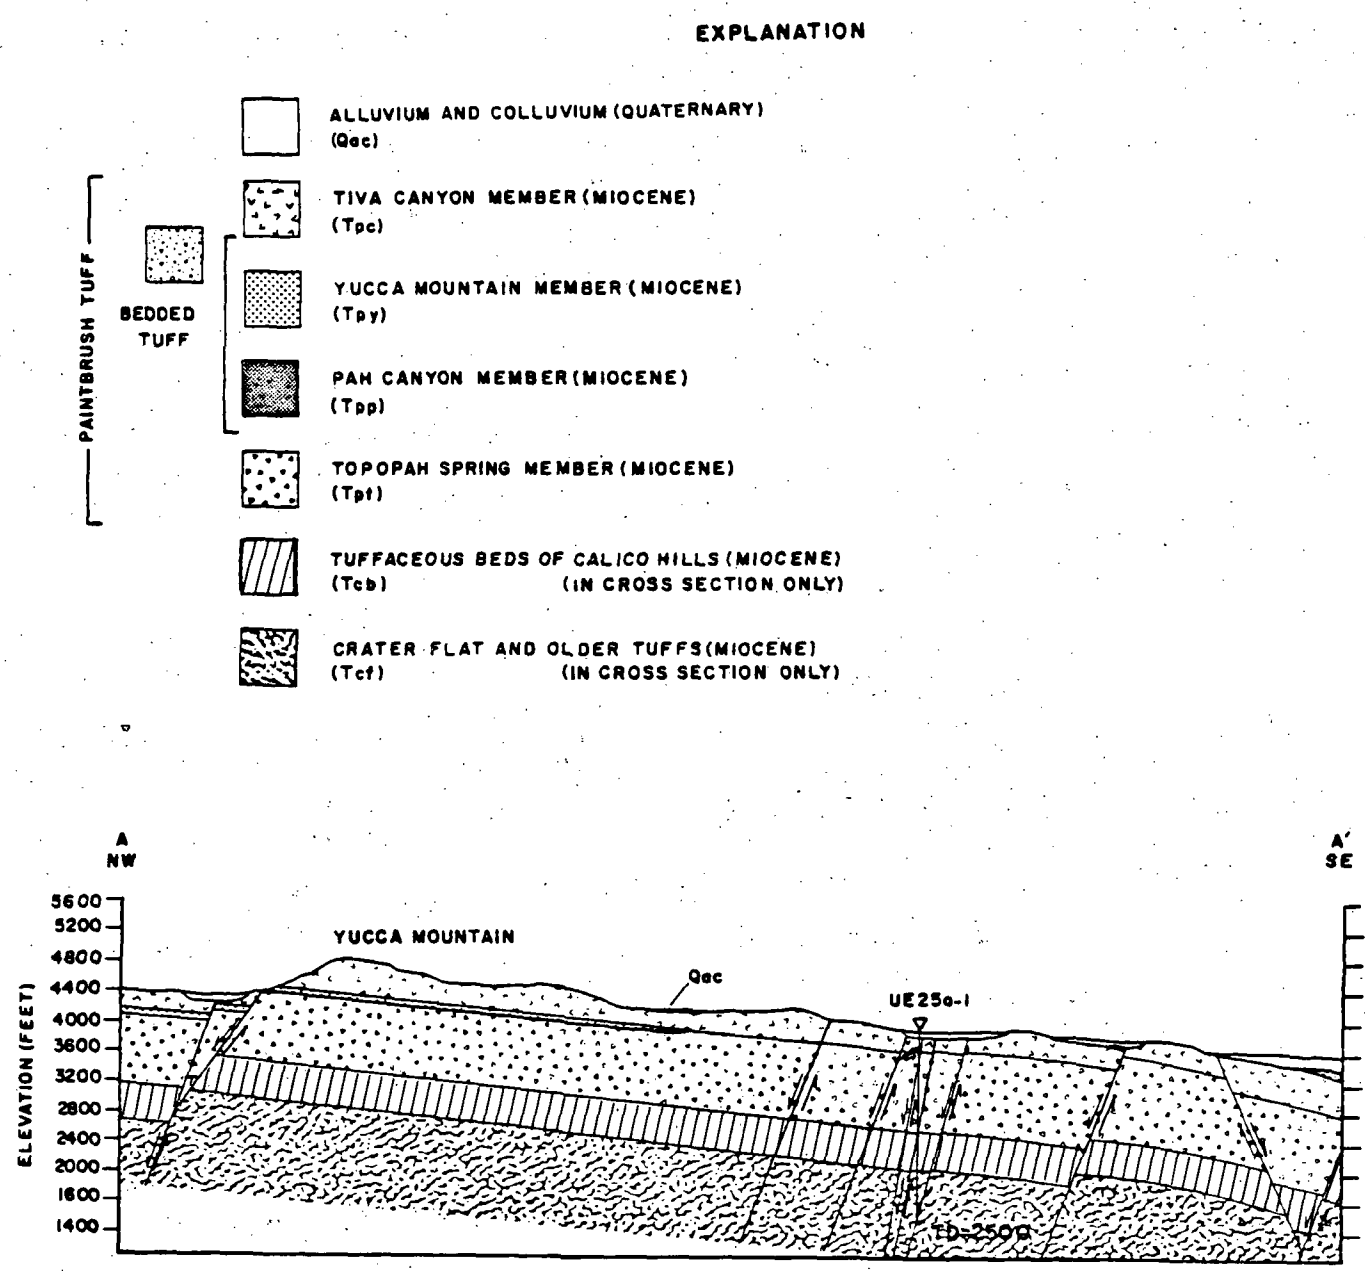 EXPLANATION
ALLUVIUM AND COLLUVIUM (QUATERNARY)
(Qac)
TIVA CANYON MEMBER (MIOCENE)
(Tpc)
YUCCA MOUNTAIN MEMBER (MIOCENE)
(Tpy)
PAH CANYON MEMBER (MIOCENE)
(Tpp)
TOPOPAH SPRING MEMBER (MIOCENE)
(Tpt)
TUFFACEOUS BEDS OF CALICO HILLS (MIOCENE)
(Tcb) (IN CROSS SECTION ONLY)
CRATER FLAT AND OLDER TUFFS (MIOCENE)
(Tcf) (IN CROSS SECTION ONLY)
BEDDED
TUFF
PAINTBRUSH TUFF
A
NW
A'
SE
YUCCA MOUNTAIN
Qac
UE25a-1
TD-2500
ELEVATION (FEET)
5600
5200
4800
4400
4000
3600
3200
2800
2400
2000
1600
1400